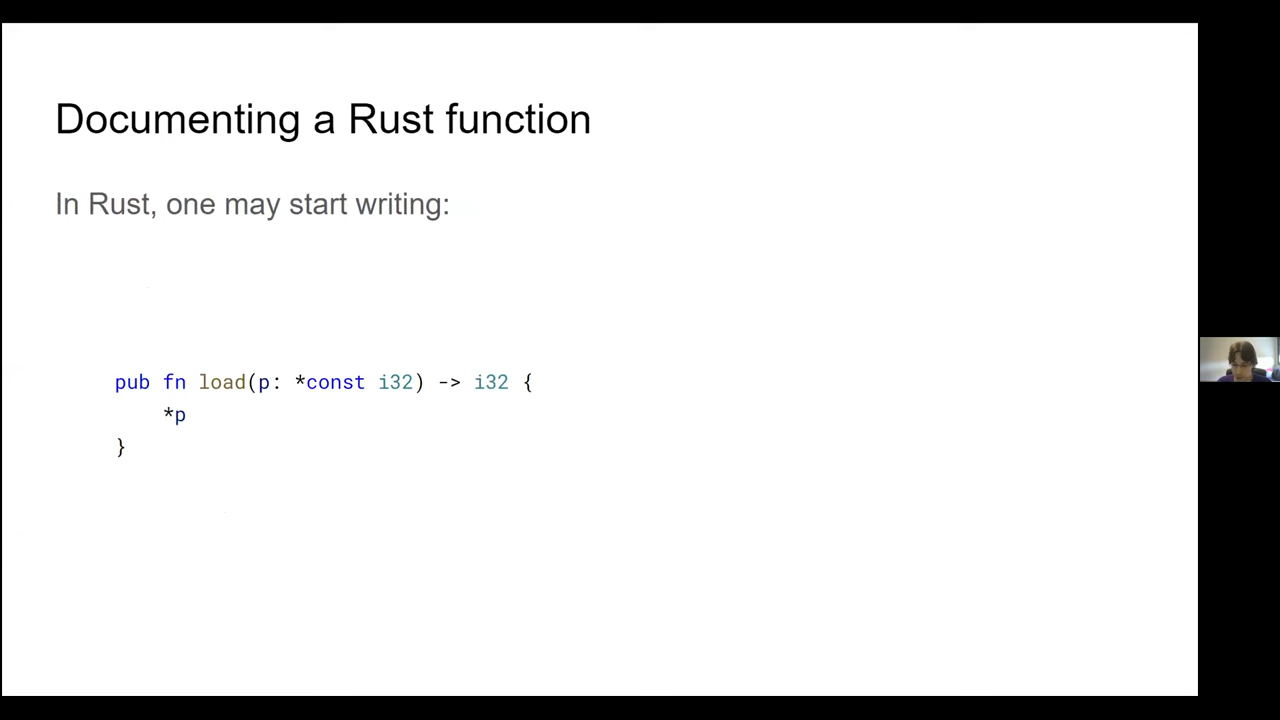 Documenting a Rust function
In Rust, one may start writing:
pub fn load(p: *const i32) -> i32 {
    *p
}